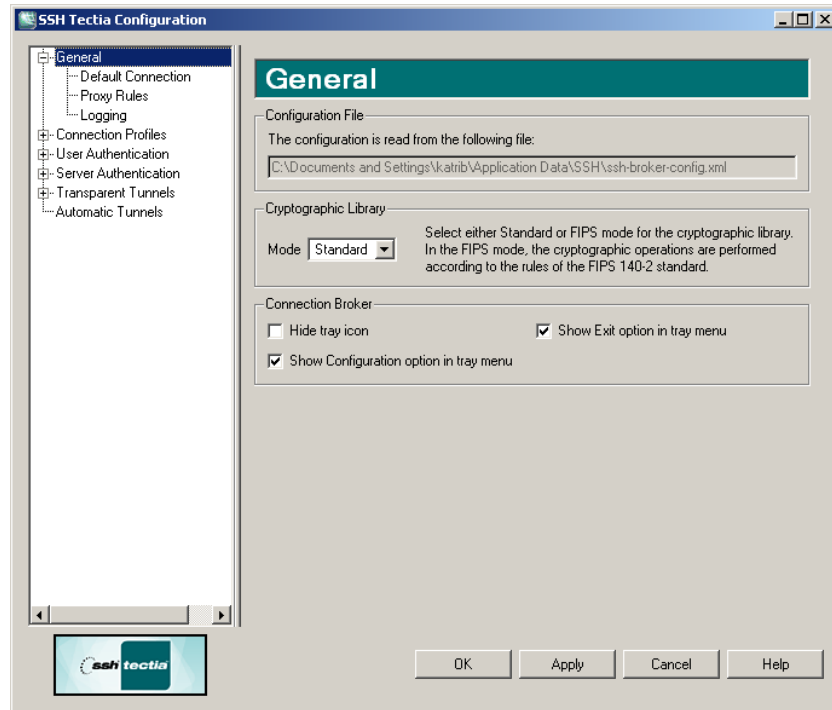 SSH Tectia Configuration
General
Default Connection
Proxy Rules
Logging
Connection Profiles
User Authentication
Server Authentication
Transparent Tunnels
Automatic Tunnels
General
Configuration File
The configuration is read from the following file:
C:\Documents and Settings\katrib\Application Data\SSH\ssh-broker-config.xml
Cryptographic Library
Mode Standard
Select either Standard or FIPS mode for the cryptographic library.
In the FIPS mode, the cryptographic operations are performed
according to the rules of the FIPS 140-2 standard.
Connection Broker
Hide tray icon
Show Exit option in tray menu
Show Configuration option in tray menu
ssh tectia
OK
Apply
Cancel
Help